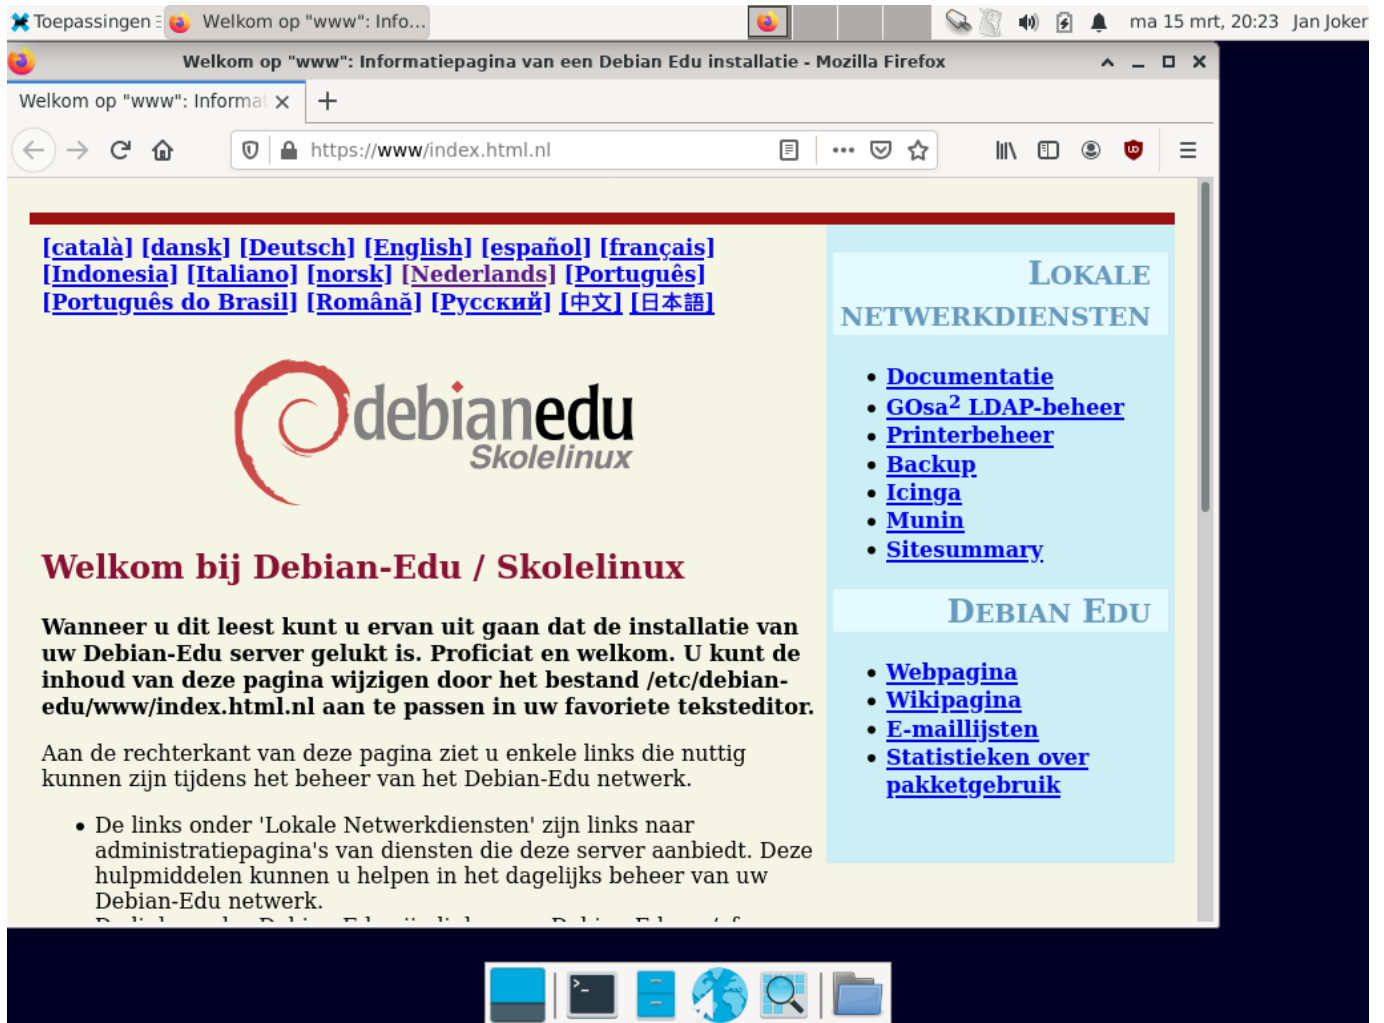 Toepassingen
Welkom op "www": Info...
ma 15 mrt, 20:23
Jan Joker
Welkom op "www": Informatiepagina van een Debian Edu installatie - Mozilla Firefox
Welkom op "www": Informat
https://www/index.html.nl
[català] [dansk] [Deutsch] [English] [español] [français]
[Indonesia] [Italiano] [norsk] [Nederlands] [Português]
[Português do Brasil] [Română] [Русский] [中文] [日本語]
debianedu
Skolelinux
Welkom bij Debian-Edu / Skolelinux
Wanneer u dit leest kunt u ervan uit gaan dat de installatie van
uw Debian-Edu server gelukt is. Proficiat en welkom. U kunt de
inhoud van deze pagina wijzigen door het bestand /etc/debian-
edu/www/index.html.nl aan te passen in uw favoriete teksteditor.
Aan de rechterkant van deze pagina ziet u enkele links die nuttig
kunnen zijn tijdens het beheer van het Debian-Edu netwerk.
• De links onder 'Lokale Netwerkdiensten' zijn links naar
administratiepagina's van diensten die deze server aanbiedt. Deze
hulpmiddelen kunnen u helpen in het dagelijks beheer van uw
Debian-Edu netwerk.
LOKALE
NETWERKDIENSTEN
• Documentatie
• GOsa² LDAP-beheer
• Printerbeheer
• Backup
• Icinga
• Munin
• Sitesummary
DEBIAN EDU
• Webpagina
• Wikipagina
• E-maillijsten
• Statistieken over
pakketgebruik